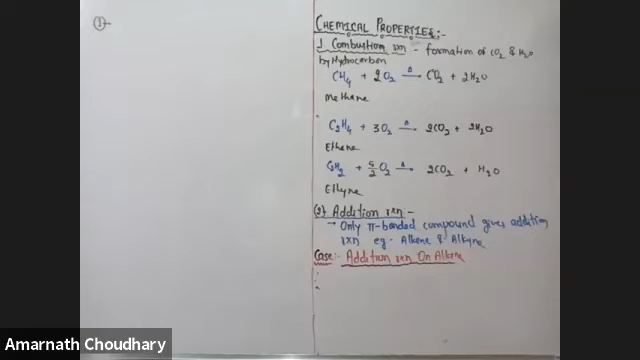 ①
CHEMICAL PROPERTIES:-
1. Combustion rxn - formation of CO₂ & H₂O
by Hydrocarbon
CH₄ + 2O₂ →Δ CO₂ + 2H₂O
Methane
C₂H₄ + 3O₂ →Δ 2CO₂ + 2H₂O
Ethene
C₂H₂ + 5/2 O₂ →Δ 2CO₂ + H₂O
Ethyne
(2) Addition rxn:-
→ Only π-bonded compound gives addition
rxn eg- Alkene & Alkyne
Case:- Addition rxn On Alkene
Amarnath Choudhary